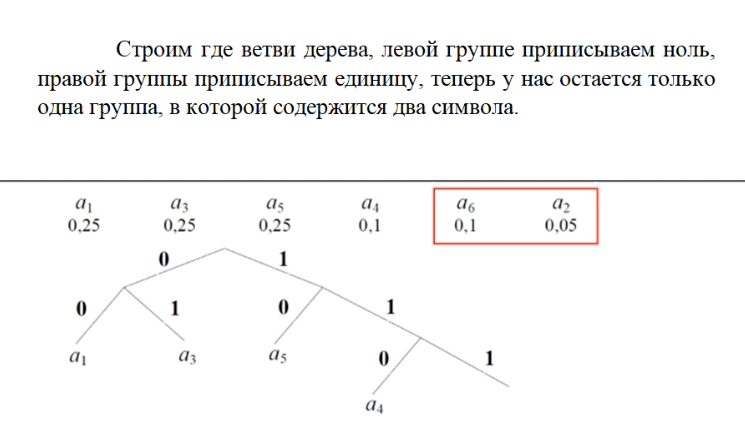 Строим где ветви дерева, левой группе приписываем ноль,
правой группы приписываем единицу, теперь у нас остается только
одна группа, в которой содержится два символа.
a₁ a₃ a₅ a₄ a₆ a₂
0,25 0,25 0,25 0,1 0,1 0,05
0 1
0 1 0 1
a₁ a₃ a₅ 0 1
a₄